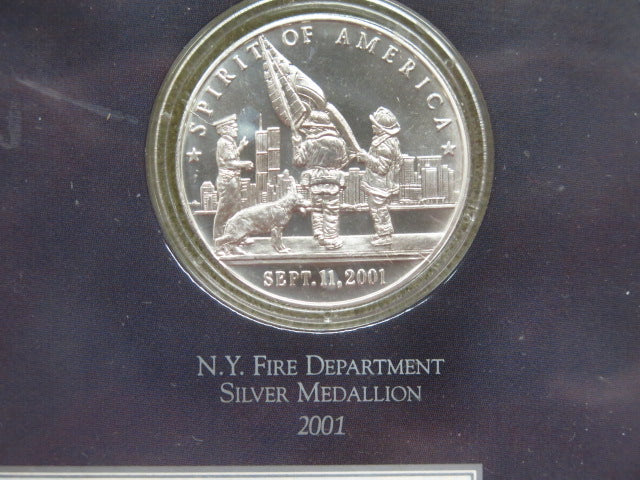 ★ SPIRIT OF AMERICA ★
SEPT. 11, 2001
N.Y. FIRE DEPARTMENT
SILVER MEDALLION
2001